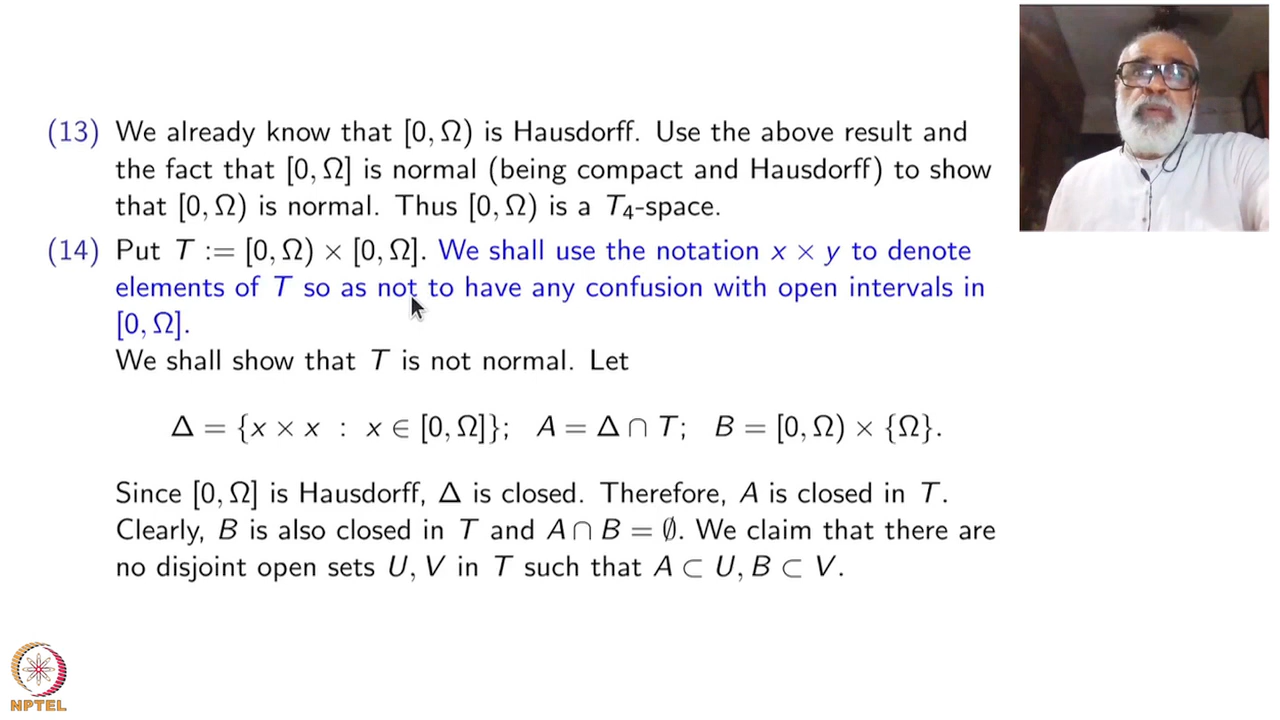 (13) We already know that [0, Ω) is Hausdorff. Use the above result and
the fact that [0, Ω] is normal (being compact and Hausdorff) to show
that [0, Ω) is normal. Thus [0, Ω) is a T₄-space.
(14) Put T := [0, Ω) × [0, Ω]. We shall use the notation x × y to denote
elements of T so as not to have any confusion with open intervals in
[0, Ω].
We shall show that T is not normal. Let
Δ = {x × x : x ∈ [0, Ω]}; A = Δ ∩ T; B = [0, Ω) × {Ω}.
Since [0, Ω] is Hausdorff, Δ is closed. Therefore, A is closed in T.
Clearly, B is also closed in T and A ∩ B = ∅. We claim that there are
no disjoint open sets U, V in T such that A ⊂ U, B ⊂ V.
NPTEL